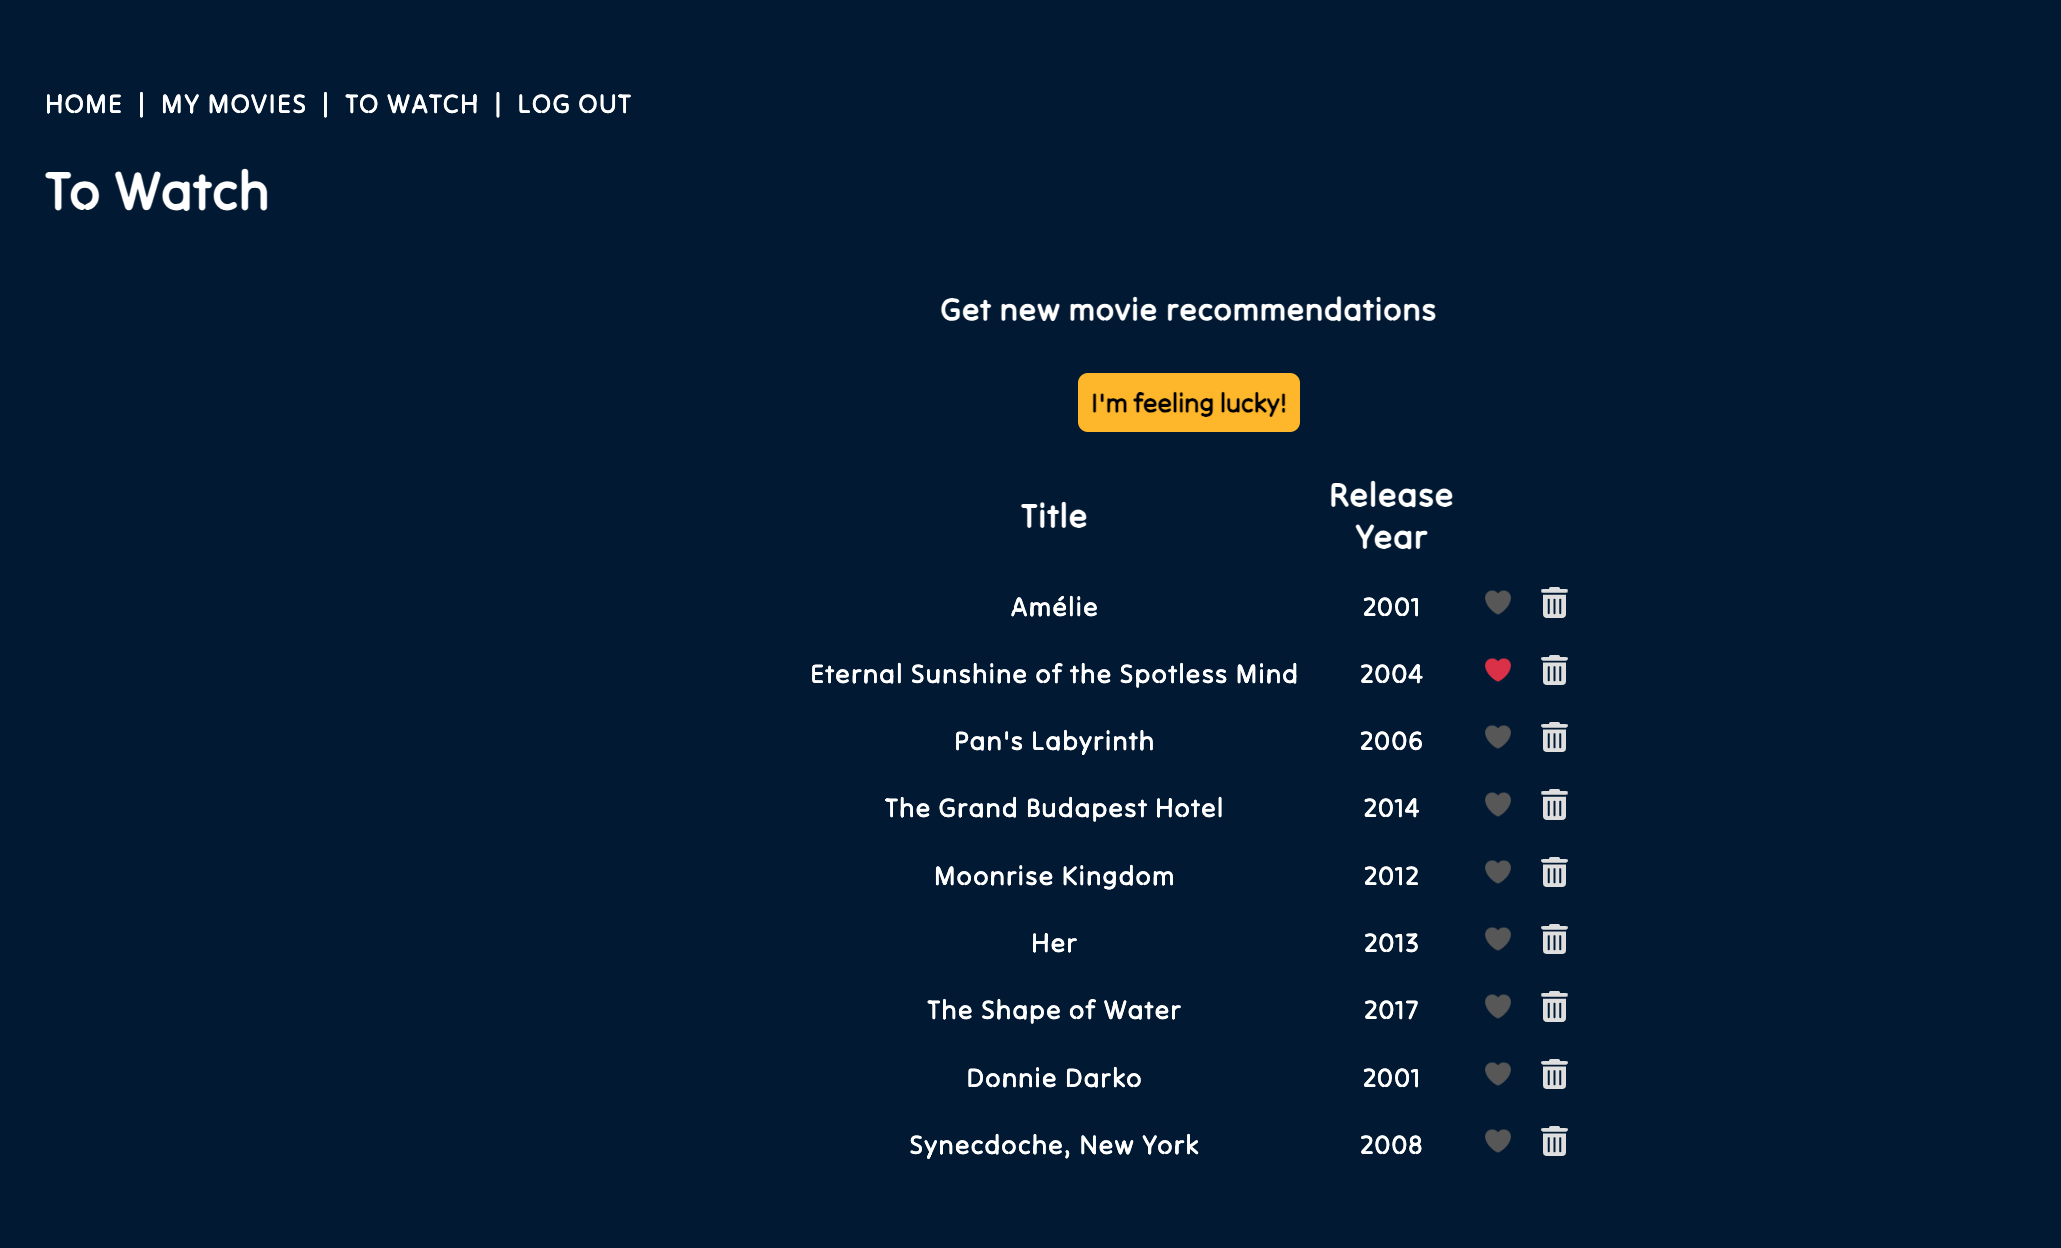 HOME | MY MOVIES | TO WATCH | LOG OUT
To Watch
Get new movie recommendations
I'm feeling lucky!
Title
Release
Year
Amélie 2001
Eternal Sunshine of the Spotless Mind 2004
Pan's Labyrinth 2006
The Grand Budapest Hotel 2014
Moonrise Kingdom 2012
Her 2013
The Shape of Water 2017
Donnie Darko 2001
Synecdoche, New York 2008